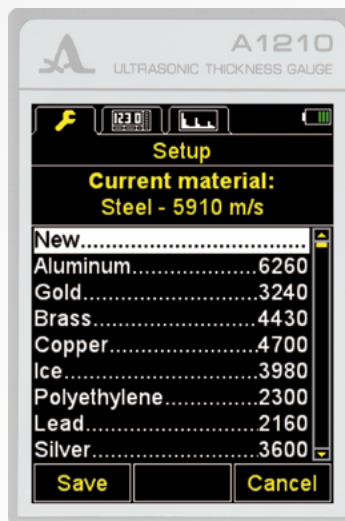 A1210
ULTRASONIC THICKNESS GAUGE
123.0
Setup
Current material:
Steel - 5910 m/s
New..................................
Aluminum...................6260
Gold............................3240
Brass..........................4430
Copper.......................4700
Ice..............................3980
Polyethylene..............2300
Lead...........................2160
Silver..........................3600
Save
Cancel